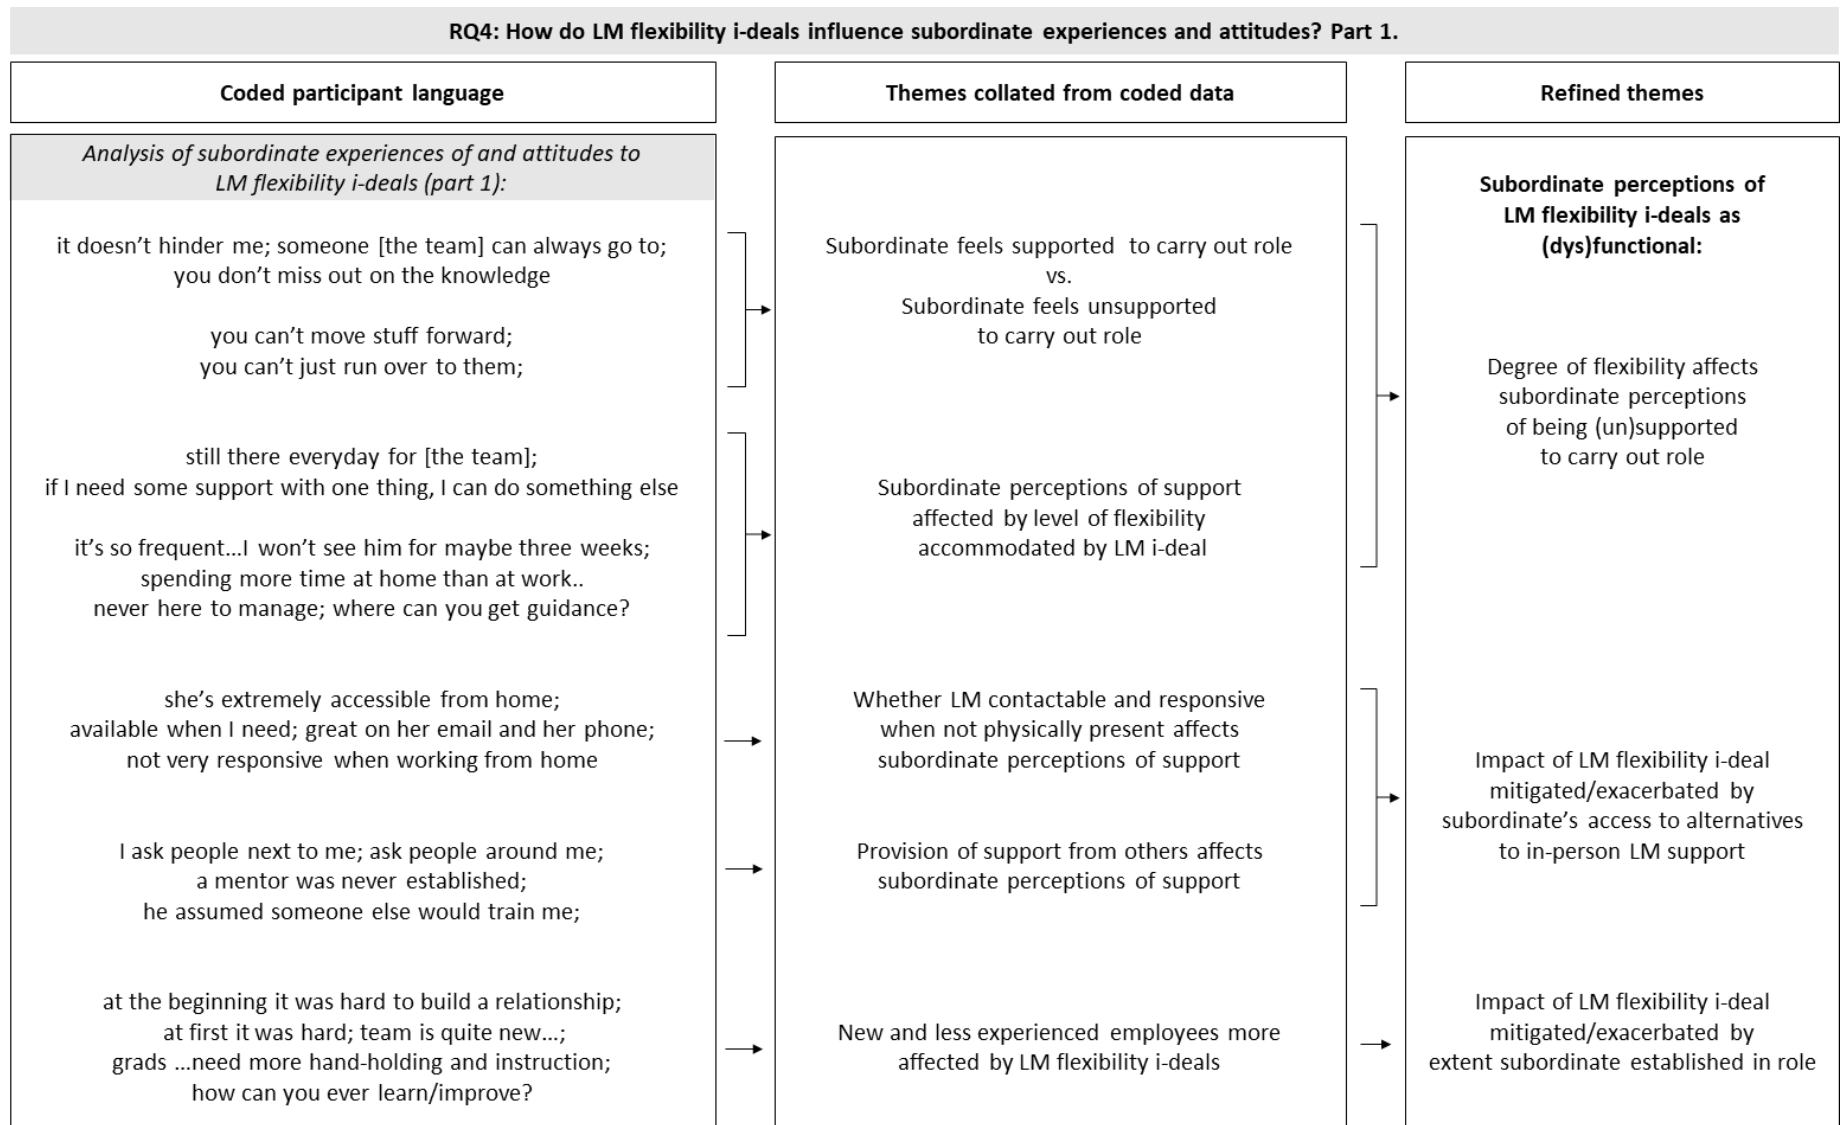 RQ4: How do LM flexibility i-deals influence subordinate experiences and attitudes? Part 1.
Coded participant language
Themes collated from coded data
Refined themes
Analysis of subordinate experiences of and attitudes to
LM flexibility i-deals (part 1):
it doesn't hinder me; someone [the team] can always go to;
you don't miss out on the knowledge
you can't move stuff forward;
you can't just run over to them;
still there everyday for [the team];
if I need some support with one thing, I can do something else
it's so frequent...I won't see him for maybe three weeks;
spending more time at home than at work..
never here to manage; where can you get guidance?
she's extremely accessible from home;
available when I need; great on her email and her phone;
not very responsive when working from home
I ask people next to me; ask people around me;
a mentor was never established;
he assumed someone else would train me;
at the beginning it was hard to build a relationship;
at first it was hard; team is quite new...;
grads ...need more hand-holding and instruction;
how can you ever learn/improve?
Subordinate feels supported to carry out role
vs.
Subordinate feels unsupported
to carry out role
Subordinate perceptions of support
affected by level of flexibility
accommodated by LM i-deal
Whether LM contactable and responsive
when not physically present affects
subordinate perceptions of support
Provision of support from others affects
subordinate perceptions of support
New and less experienced employees more
affected by LM flexibility i-deals
Subordinate perceptions of
LM flexibility i-deals as
(dys)functional:
Degree of flexibility affects
subordinate perceptions
of being (un)supported
to carry out role
Impact of LM flexibility i-deal
mitigated/exacerbated by
subordinate's access to alternatives
to in-person LM support
Impact of LM flexibility i-deal
mitigated/exacerbated by
extent subordinate established in role